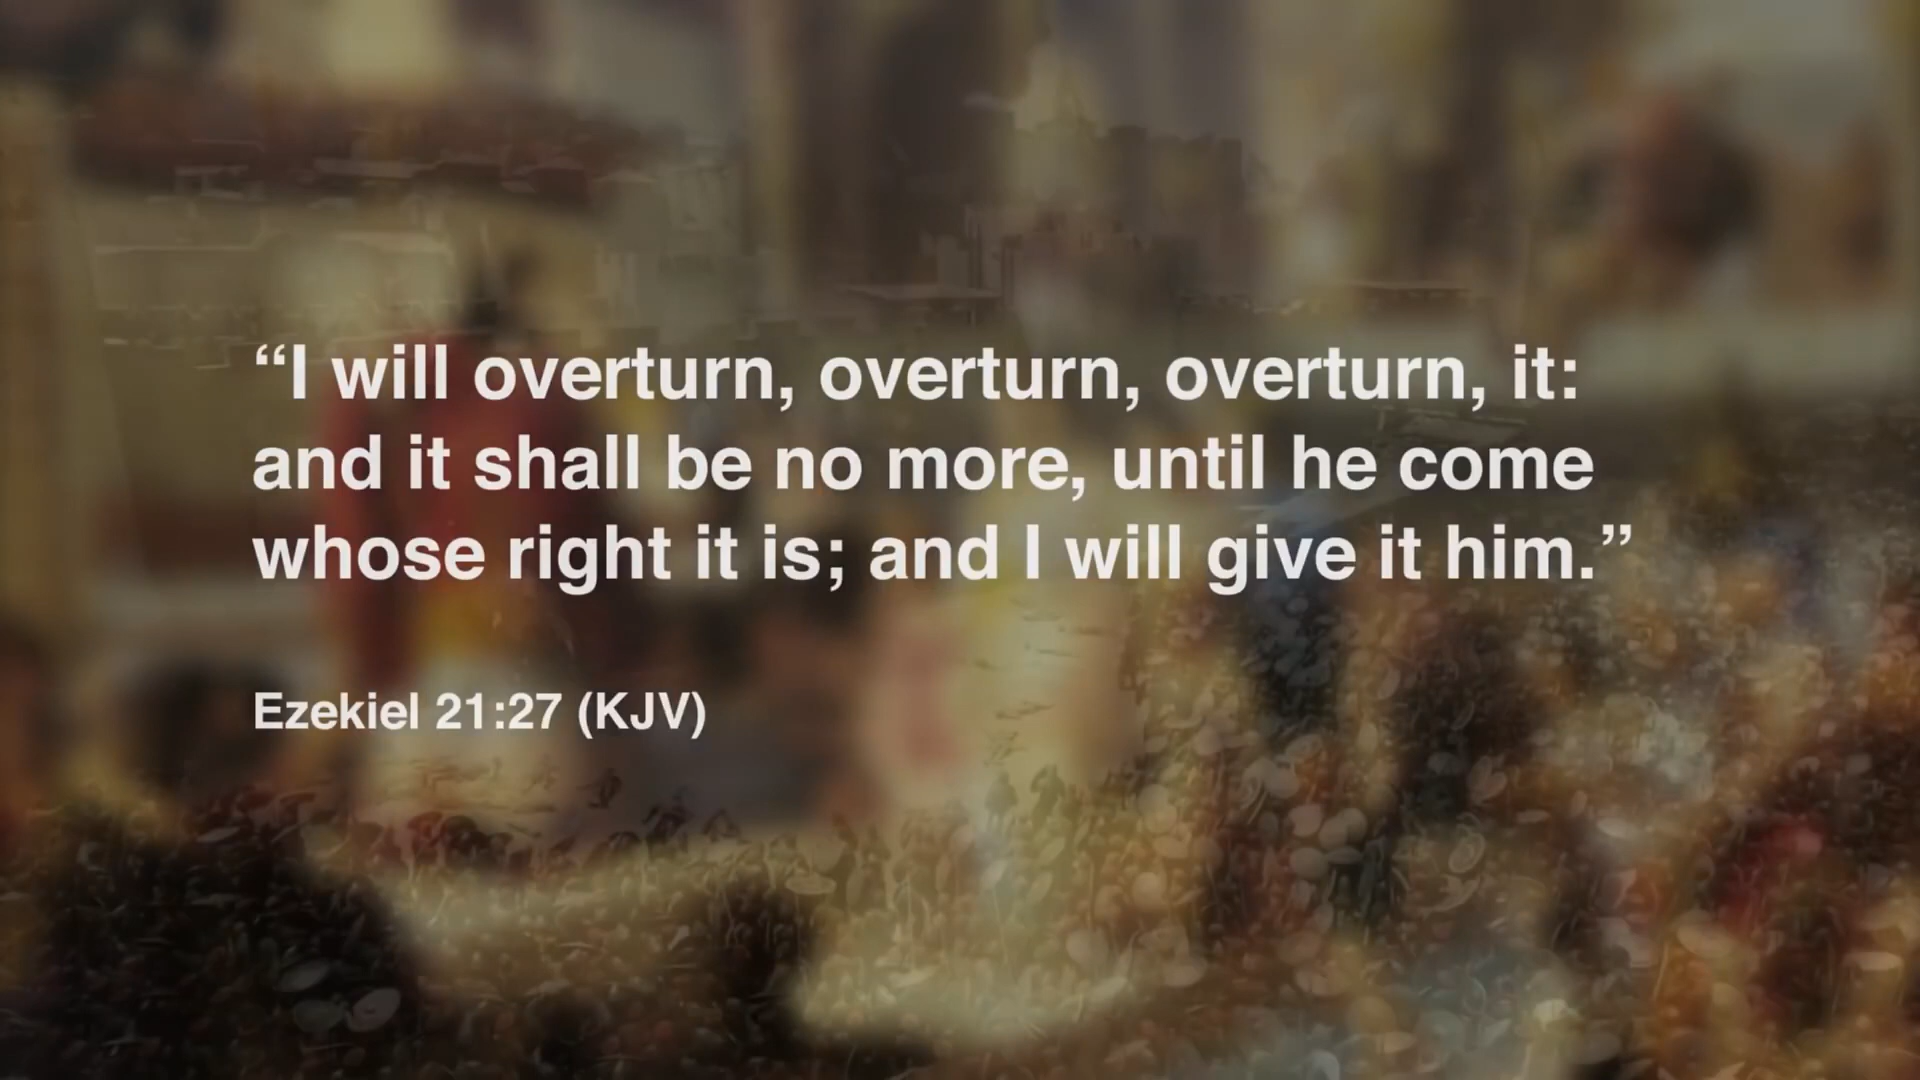 “I will overturn, overturn, overturn, it:
and it shall be no more, until he come
whose right it is; and I will give it him.”
Ezekiel 21:27 (KJV)